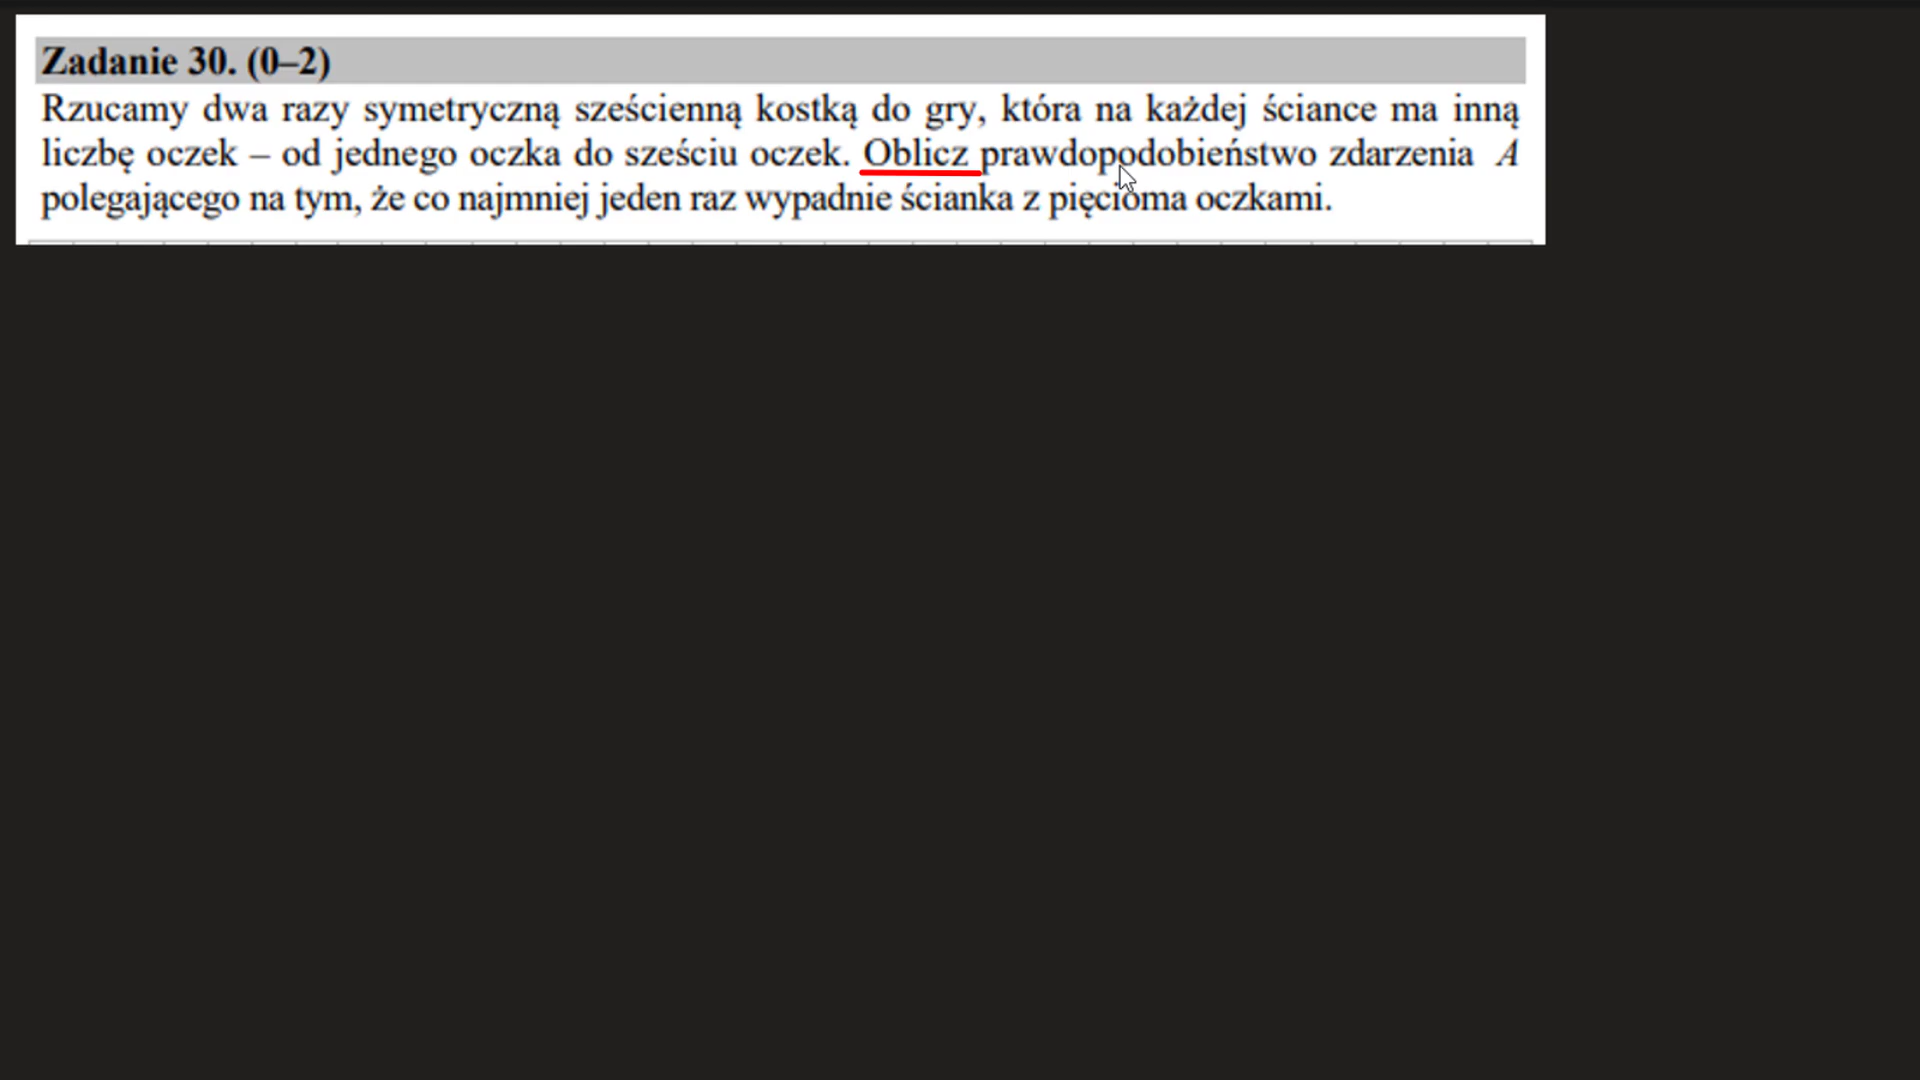 Zadanie 30. (0–2)
Rzucamy dwa razy symetryczną sześcienną kostką do gry, która na każdej ściance ma inną
liczbę oczek – od jednego oczka do sześciu oczek. Oblicz prawdopodobieństwo zdarzenia A
polegającego na tym, że co najmniej jeden raz wypadnie ścianka z pięcioma oczkami.